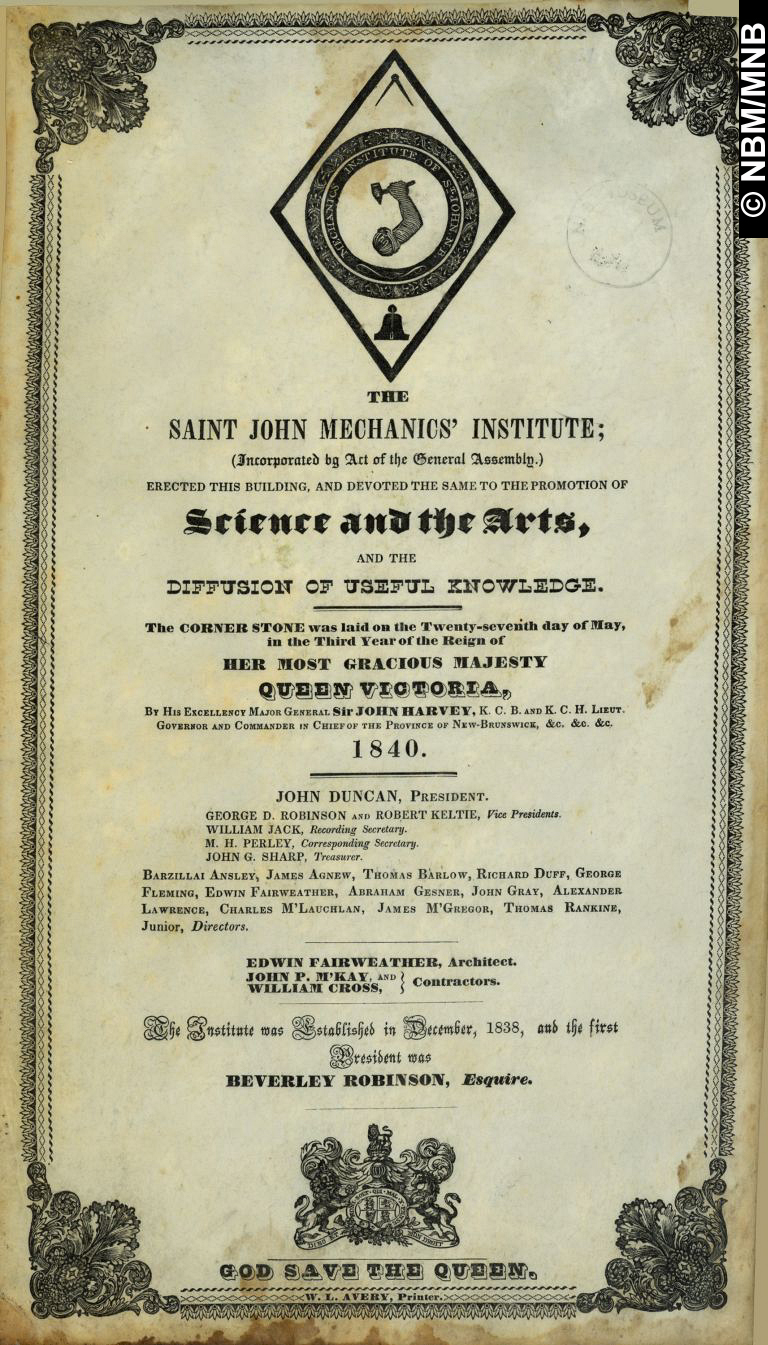 © NBM/MNB
MECHANICS' INSTITUTE OF ST. JOHN N.B.
MUSEUM
THE
SAINT JOHN MECHANICS' INSTITUTE;
(Incorporated by Act of the General Assembly.)
ERECTED THIS BUILDING, AND DEVOTED THE SAME TO THE PROMOTION OF
Science and the Arts,
AND THE
DIFFUSION OF USEFUL KNOWLEDGE.
The CORNER STONE was laid on the Twenty-seventh day of May,
in the Third Year of the Reign of
HER MOST GRACIOUS MAJESTY
QUEEN VICTORIA,
BY HIS EXCELLENCY MAJOR GENERAL Sir JOHN HARVEY, K. C. B. AND K. C. H. LIEUT.
GOVERNOR AND COMMANDER IN CHIEF OF THE PROVINCE OF NEW-BRUNSWICK, &c. &c. &c.
1840.
JOHN DUNCAN, PRESIDENT.
GEORGE D. ROBINSON AND ROBERT KELTIE, Vice Presidents.
WILLIAM JACK, Recording Secretary.
M. H. PERLEY, Corresponding Secretary.
JOHN G. SHARP, Treasurer.
BARZILLAI ANSLEY, JAMES AGNEW, THOMAS BARLOW, RICHARD DUFF, GEORGE
FLEMING, EDWIN FAIRWEATHER, ABRAHAM GESNER, JOHN GRAY, ALEXANDER
LAWRENCE, CHARLES M'LAUCHLAN, JAMES M'GREGOR, THOMAS RANKINE,
Junior, Directors.
EDWIN FAIRWEATHER, Architect.
JOHN P. M'KAY, AND
WILLIAM CROSS, } Contractors.
The Institute was Established in December, 1838, and the first
President was
BEVERLEY ROBINSON, Esquire.
DIEU ET MON DROIT
GOD SAVE THE QUEEN.
W. L. AVERY, Printer.